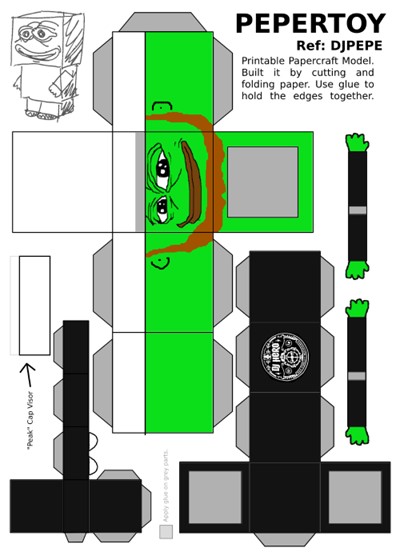 PEPERTOY
Ref: DJPEPE
Printable Papercraft Model.
Built it by cutting and
folding paper. Use glue to
hold the edges together.
"Peak" Cap Visor
Apply glue on grey parts.